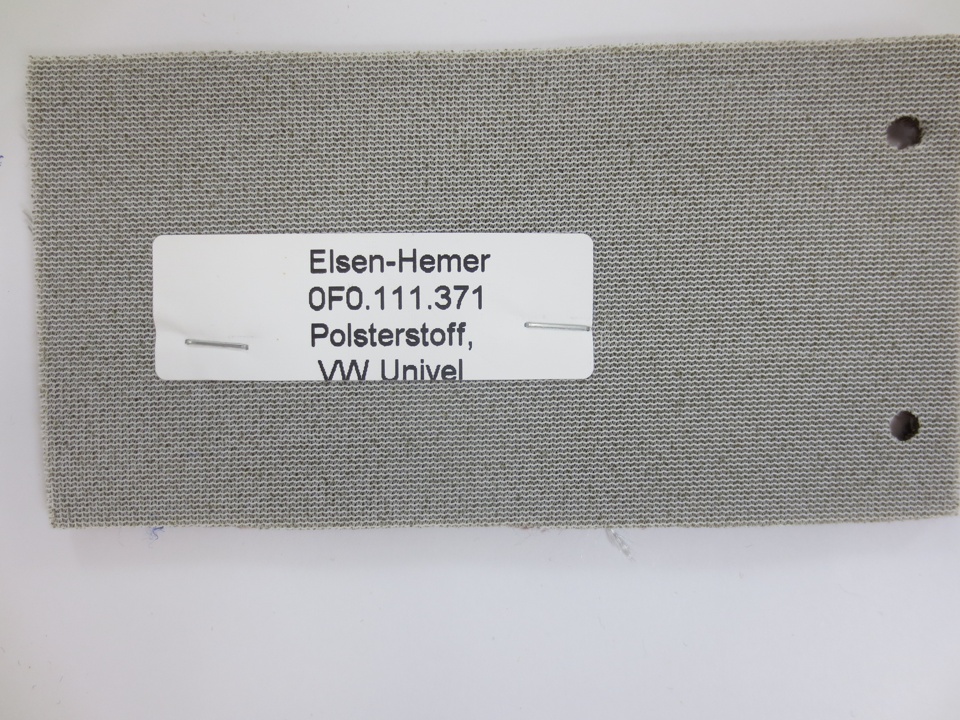 Elsen-Hemer
0F0.111.371
Polsterstoff,
VW Univel